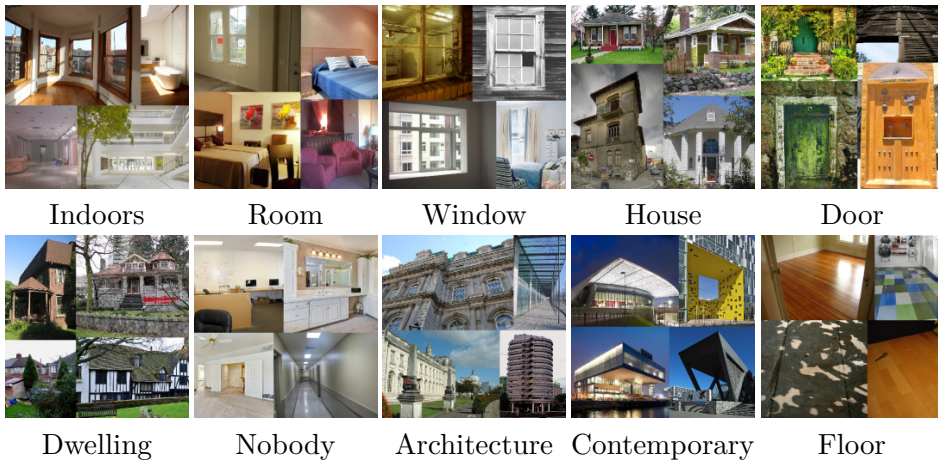 Indoors
Room
Window
House
Door
Dwelling
Nobody
Architecture
Contemporary
Floor